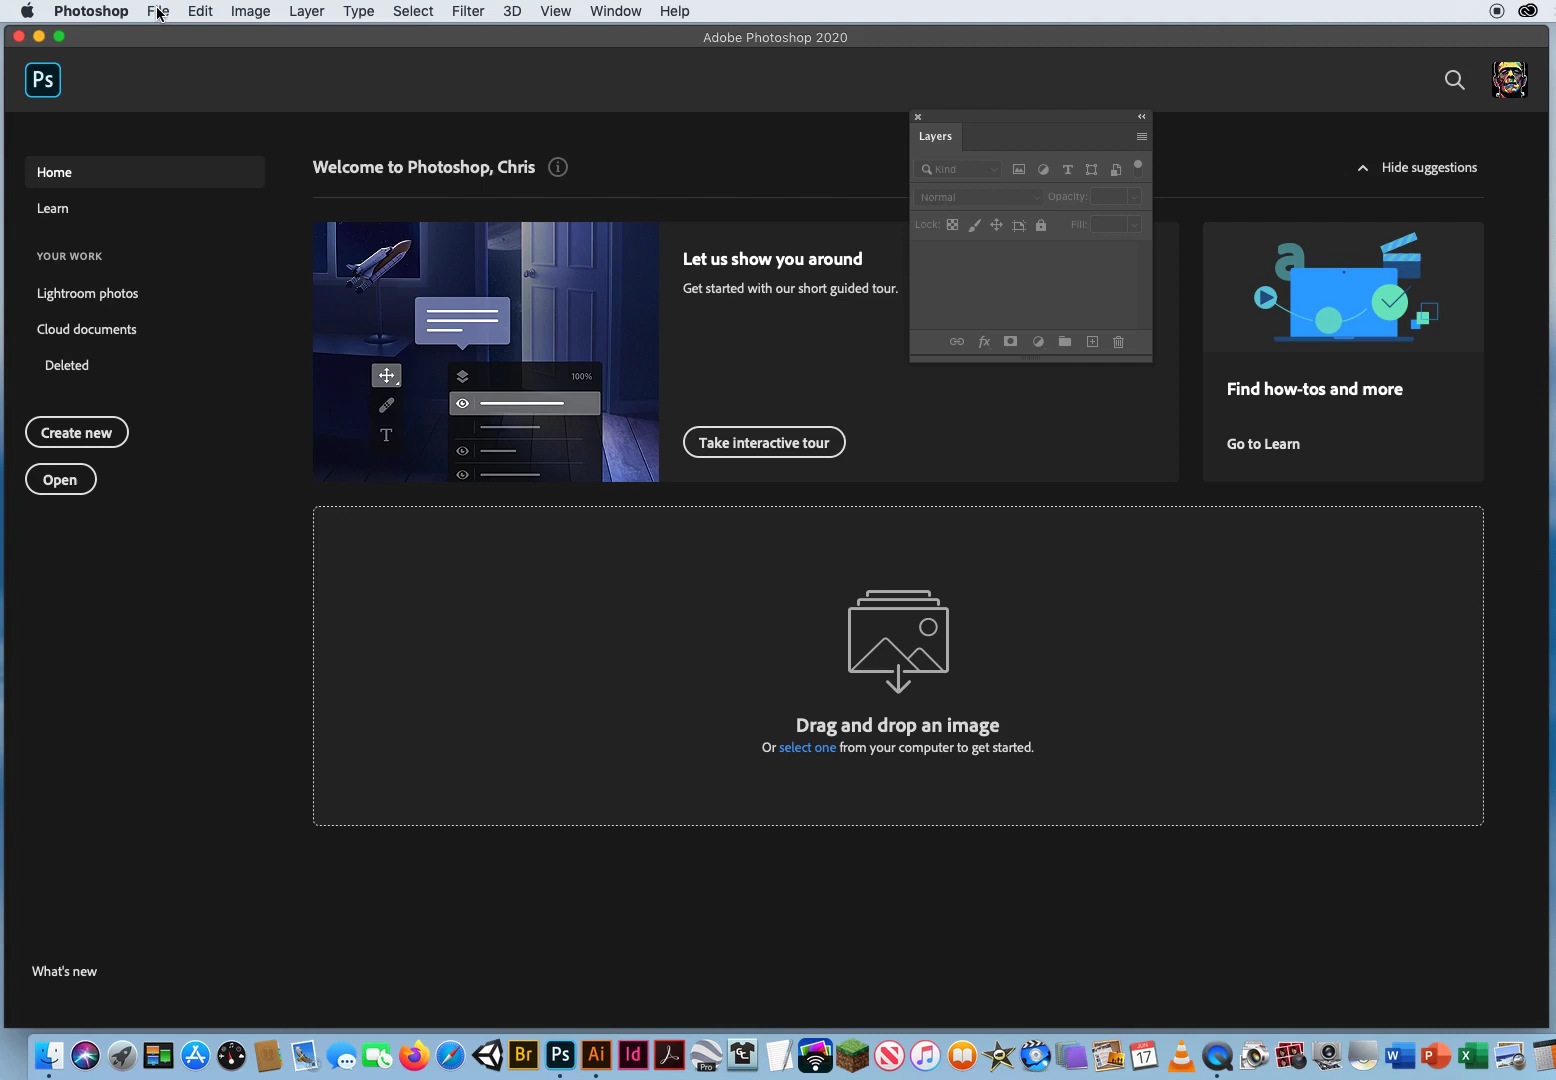 Photoshop File Edit Image Layer Type Select Filter 3D View Window Help
Adobe Photoshop 2020
Ps
Layers
Home
Learn
YOUR WORK
Lightroom photos
Cloud documents
Deleted
Create new
Open
What's new
Welcome to Photoshop, Chris
Hide suggestions
100%
T
Let us show you around
Get started with our short guided tour.
Take interactive tour
Kind
T
Normal
Opacity:
Lock:
Fill:
fx
a
Find how-tos and more
Go to Learn
Drag and drop an image
Or select one from your computer to get started.
Br Ps Ai Id Pro JUN 17 W P X